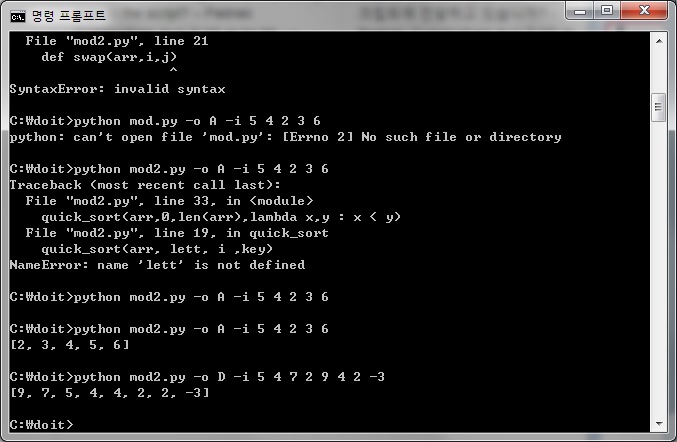 명령 프롬프트
File "mod2.py", line 21
def swap(arr,i,j)
^
SyntaxError: invalid syntax
C:₩doit>python mod.py -o A -i 5 4 2 3 6
python: can't open file 'mod.py': [Errno 2] No such file or directory
C:₩doit>python mod2.py -o A -i 5 4 2 3 6
Traceback (most recent call last):
File "mod2.py", line 33, in <module>
quick_sort(arr,0,len(arr),lambda x,y : x < y)
File "mod2.py", line 19, in quick_sort
quick_sort(arr, lett, i ,key)
NameError: name 'lett' is not defined
C:₩doit>python mod2.py -o A -i 5 4 2 3 6
C:₩doit>python mod2.py -o A -i 5 4 2 3 6
[2, 3, 4, 5, 6]
C:₩doit>python mod2.py -o D -i 5 4 7 2 9 4 2 -3
[9, 7, 5, 4, 4, 2, 2, -3]
C:₩doit>